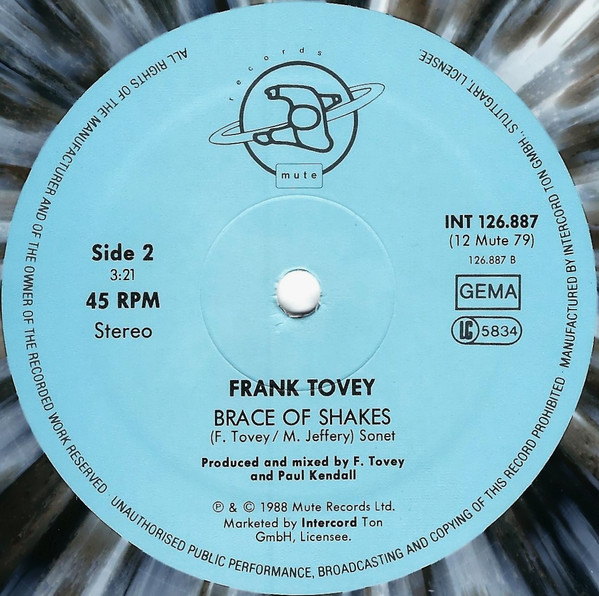 records
mute
Side 2
3:21
45 RPM
Stereo
INT 126.887
(12 Mute 79)
126.887 B
GEMA
LC 5834
FRANK TOVEY
BRACE OF SHAKES
(F. Tovey/M. Jeffery) Sonet
Produced and mixed by F. Tovey
and Paul Kendall
℗ & © 1988 Mute Records Ltd.
Marketed by Intercord Ton
GmbH, Licensee.
ALL RIGHTS OF THE MANUFACTURER AND OF THE OWNER OF THE RECORDED WORK RESERVED · UNAUTHORISED PUBLIC PERFORMANCE, BROADCASTING AND COPYING OF THIS RECORD PROHIBITED · MANUFACTURED BY INTERCORD TON GMBH, STUTTGART, LICENSEE.